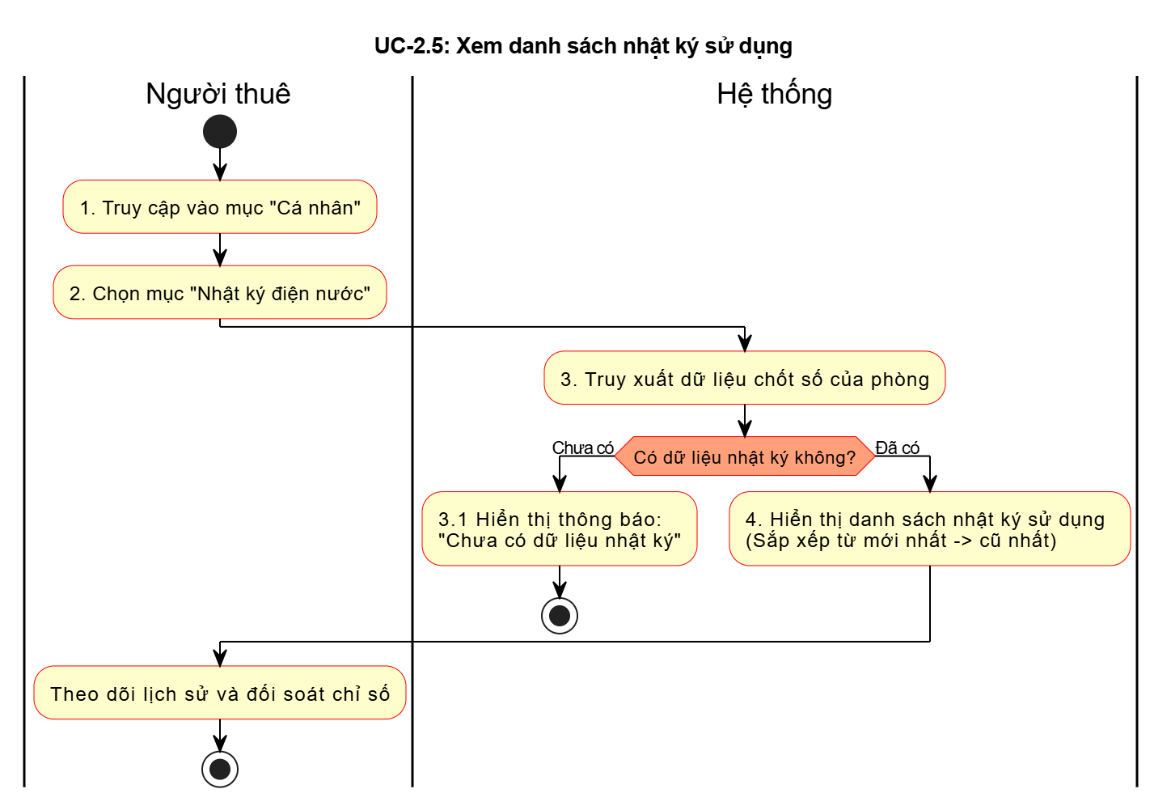 UC-2.5: Xem danh sách nhật ký sử dụng
Người thuê
Hệ thống
1. Truy cập vào mục "Cá nhân"
2. Chọn mục "Nhật ký điện nước"
3. Truy xuất dữ liệu chốt số của phòng
Chưa có
Có dữ liệu nhật ký không?
Đã có
3.1 Hiển thị thông báo:
"Chưa có dữ liệu nhật ký"
4. Hiển thị danh sách nhật ký sử dụng
(Sắp xếp từ mới nhất -> cũ nhất)
Theo dõi lịch sử và đối soát chỉ số